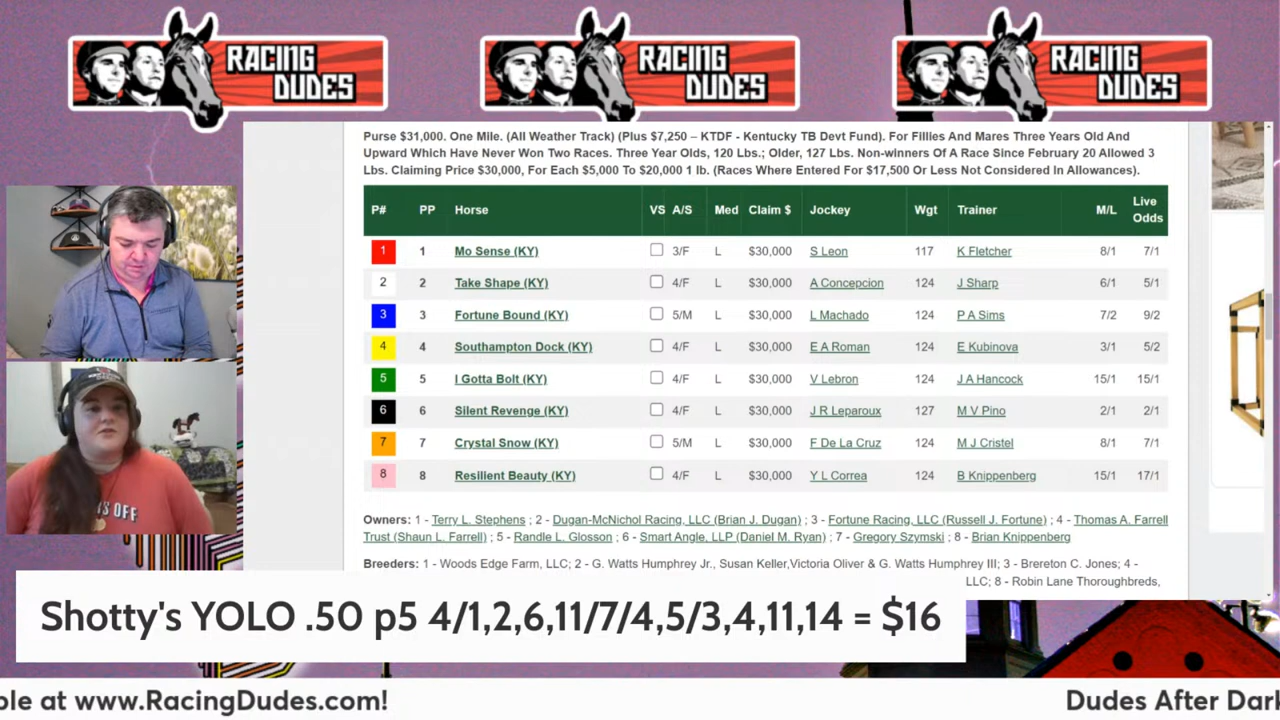 RACING
DUDES
RACING
DUDES
RACING
DUDES
Purse $31,000. One Mile. (All Weather Track) (Plus $7,250 – KTDF - Kentucky TB Devt Fund). For Fillies And Mares Three Years Old And
Upward Which Have Never Won Two Races. Three Year Olds, 120 Lbs.; Older, 127 Lbs. Non-winners Of A Race Since February 20 Allowed 3
Lbs. Claiming Price $30,000, For Each $5,000 To $20,000 1 lb. (Races Where Entered For $17,500 Or Less Not Considered In Allowances).
P# PP Horse VS A/S Med Claim $ Jockey Wgt Trainer M/L Live Odds
1 1 Mo Sense (KY) 3/F L $30,000 S Leon 117 K Fletcher 8/1 7/1
2 2 Take Shape (KY) 4/F L $30,000 A Concepcion 124 J Sharp 6/1 5/1
3 3 Fortune Bound (KY) 5/M L $30,000 L Machado 124 P A Sims 7/2 9/2
4 4 Southampton Dock (KY) 4/F L $30,000 E A Roman 124 E Kubinova 3/1 5/2
5 5 I Gotta Bolt (KY) 4/F L $30,000 V Lebron 124 J A Hancock 15/1 15/1
6 6 Silent Revenge (KY) 4/F L $30,000 J R Leparoux 127 M V Pino 2/1 2/1
7 7 Crystal Snow (KY) 5/M L $30,000 F De La Cruz 124 M J Cristel 8/1 7/1
8 8 Resilient Beauty (KY) 4/F L $30,000 Y L Correa 124 B Knippenberg 15/1 17/1
Owners: 1 - Terry L. Stephens ; 2 - Dugan-McNichol Racing, LLC (Brian J. Dugan) ; 3 - Fortune Racing, LLC (Russell J. Fortune) ; 4 - Thomas A. Farrell
Trust (Shaun L. Farrell) ; 5 - Randle L. Glosson ; 6 - Smart Angle, LLP (Daniel M. Ryan) ; 7 - Gregory Szymski ; 8 - Brian Knippenberg
Breeders: 1 - Woods Edge Farm, LLC; 2 - G. Watts Humphrey Jr., Susan Keller,Victoria Oliver & G. Watts Humphrey III; 3 - Brereton C. Jones; 4 -
LLC; 8 - Robin Lane Thoroughbreds,
OFF
Shotty's YOLO .50 p5 4/1,2,6,11/7/4,5/3,4,11,14 = $16
ble at www.RacingDudes.com! Dudes After Dark